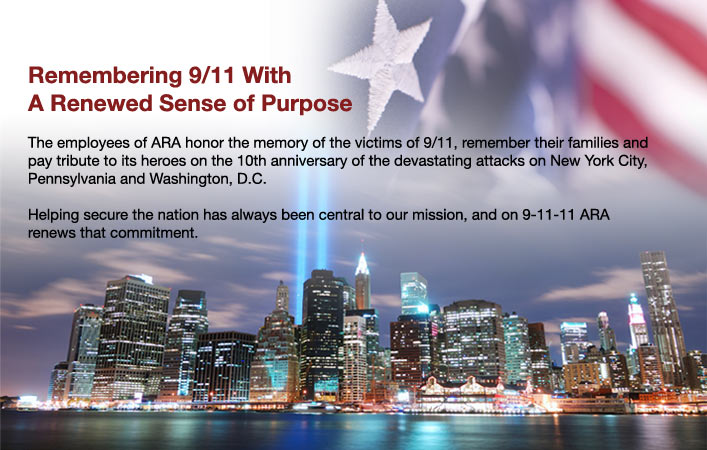 Remembering 9/11 With
A Renewed Sense of Purpose
The employees of ARA honor the memory of the victims of 9/11, remember their families and
pay tribute to its heroes on the 10th anniversary of the devastating attacks on New York City,
Pennsylvania and Washington, D.C.
Helping secure the nation has always been central to our mission, and on 9-11-11 ARA
renews that commitment.